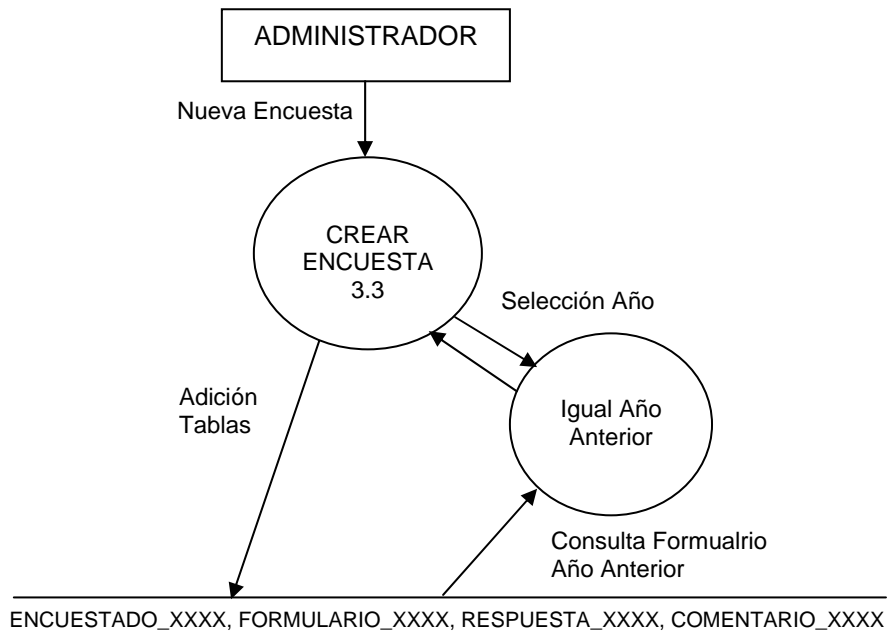 ADMINISTRADOR
Nueva Encuesta
CREAR
ENCUESTA
3.3
Selección Año
Adición
Tablas
Igual Año
Anterior
Consulta Formualrio
Año Anterior
ENCUESTADO_XXXX, FORMULARIO_XXXX, RESPUESTA_XXXX, COMENTARIO_XXXX